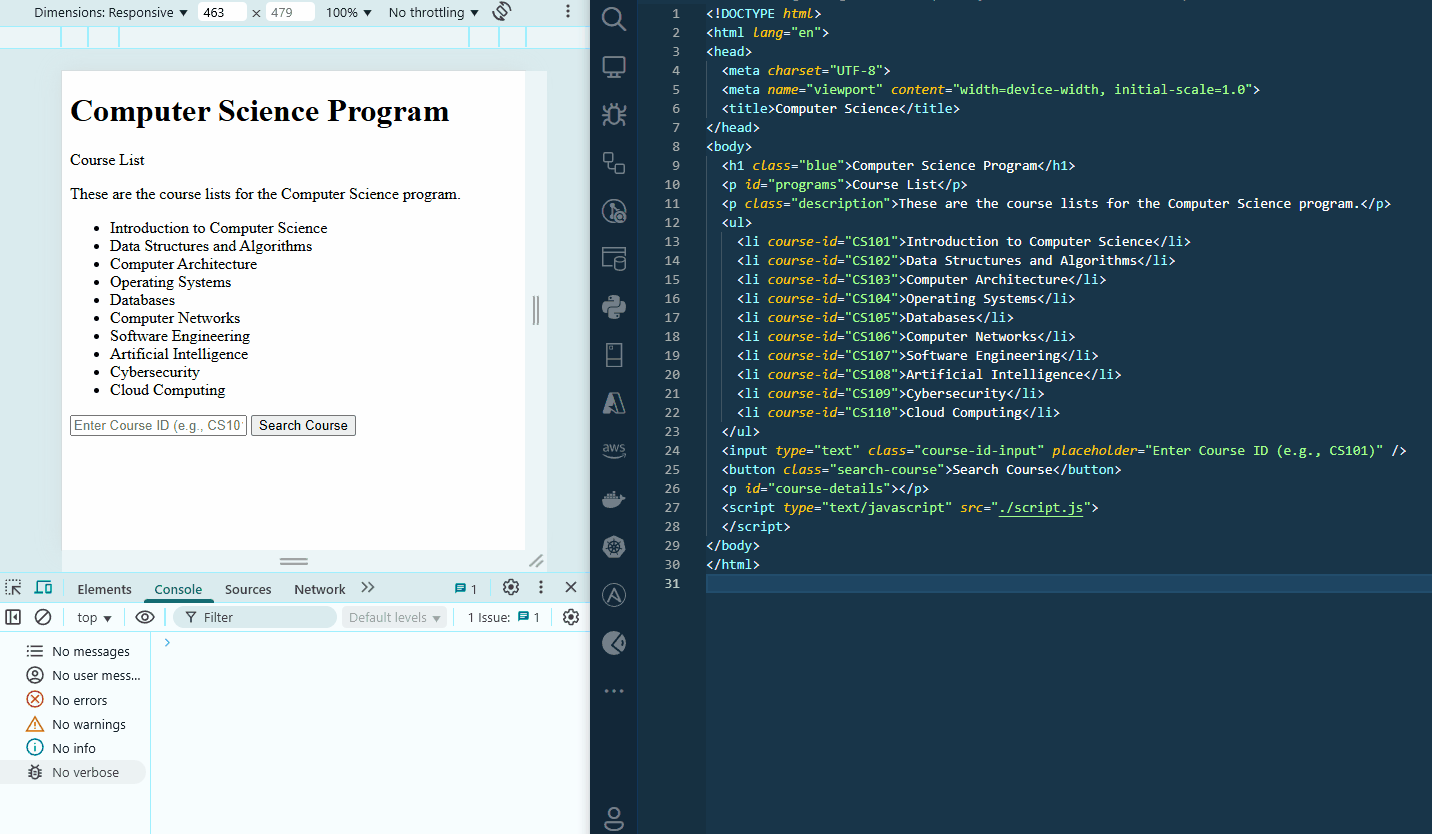 Dimensions: Responsive ▼ 463 × 479 100% ▼ No throttling ▼
Computer Science Program
Course List
These are the course lists for the Computer Science program.
• Introduction to Computer Science
• Data Structures and Algorithms
• Computer Architecture
• Operating Systems
• Databases
• Computer Networks
• Software Engineering
• Artificial Intelligence
• Cybersecurity
• Cloud Computing
Enter Course ID (e.g., CS10 Search Course
Elements Console Sources Network 1
top ▼ Filter Default levels ▼ 1 Issue: 1
No messages
No user mess...
No errors
No warnings
No info
No verbose
aws
1 <!DOCTYPE html>
2 <html lang="en">
3 <head>
4 <meta charset="UTF-8">
5 <meta name="viewport" content="width=device-width, initial-scale=1.0">
6 <title>Computer Science</title>
7 </head>
8 <body>
9 <h1 class="blue">Computer Science Program</h1>
10 <p id="programs">Course List</p>
11 <p class="description">These are the course lists for the Computer Science program.</p>
12 <ul>
13 <li course-id="CS101">Introduction to Computer Science</li>
14 <li course-id="CS102">Data Structures and Algorithms</li>
15 <li course-id="CS103">Computer Architecture</li>
16 <li course-id="CS104">Operating Systems</li>
17 <li course-id="CS105">Databases</li>
18 <li course-id="CS106">Computer Networks</li>
19 <li course-id="CS107">Software Engineering</li>
20 <li course-id="CS108">Artificial Intelligence</li>
21 <li course-id="CS109">Cybersecurity</li>
22 <li course-id="CS110">Cloud Computing</li>
23 </ul>
24 <input type="text" class="course-id-input" placeholder="Enter Course ID (e.g., CS101)" />
25 <button class="search-course">Search Course</button>
26 <p id="course-details"></p>
27 <script type="text/javascript" src="./script.js">
28 </script>
29 </body>
30 </html>
31